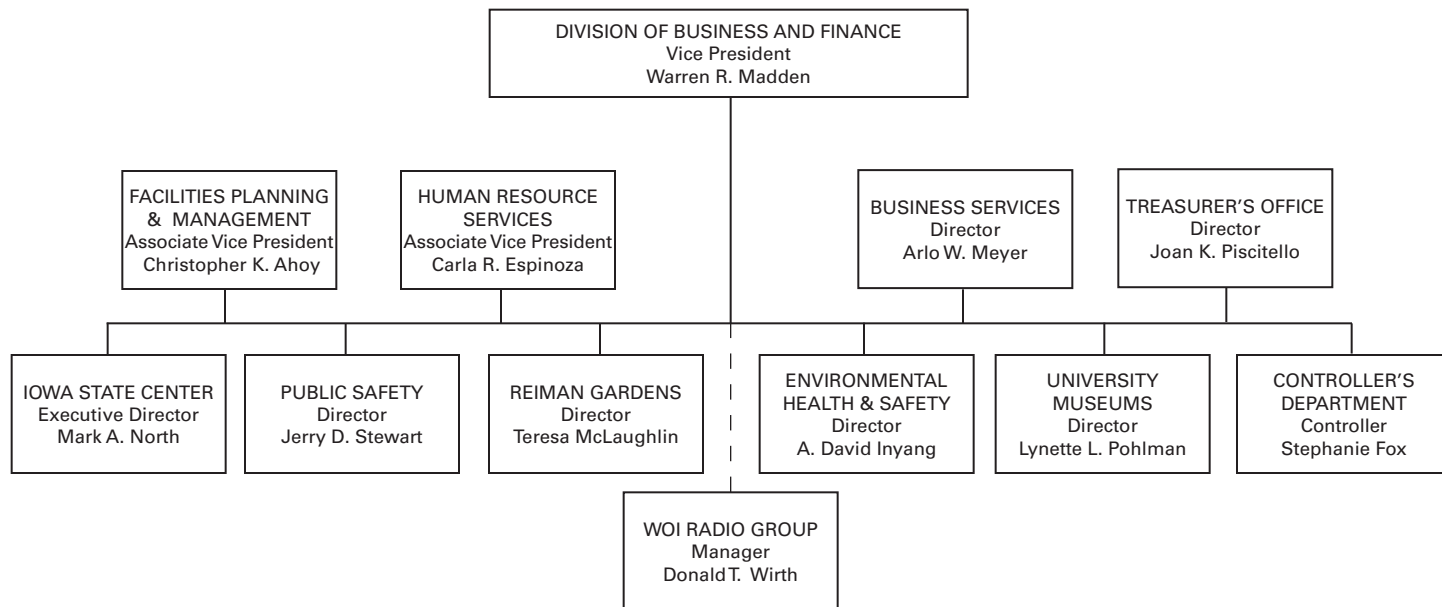 DIVISION OF BUSINESS AND FINANCE
Vice President
Warren R. Madden
FACILITIES PLANNING
& MANAGEMENT
Associate Vice President
Christopher K. Ahoy
HUMAN RESOURCE
SERVICES
Associate Vice President
Carla R. Espinoza
BUSINESS SERVICES
Director
Arlo W. Meyer
TREASURER'S OFFICE
Director
Joan K. Piscitello
IOWA STATE CENTER
Executive Director
Mark A. North
PUBLIC SAFETY
Director
Jerry D. Stewart
REIMAN GARDENS
Director
Teresa McLaughlin
ENVIRONMENTAL
HEALTH & SAFETY
Director
A. David Inyang
UNIVERSITY
MUSEUMS
Director
Lynette L. Pohlman
CONTROLLER'S
DEPARTMENT
Controller
Stephanie Fox
WOI RADIO GROUP
Manager
Donald T. Wirth